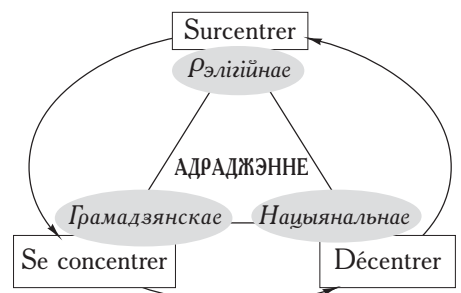 Surcentrer
Рэлігійнае
АДРАДЖЭННЕ
Грамадзянскае Нацыянальнае
Se concentrer Décentrer